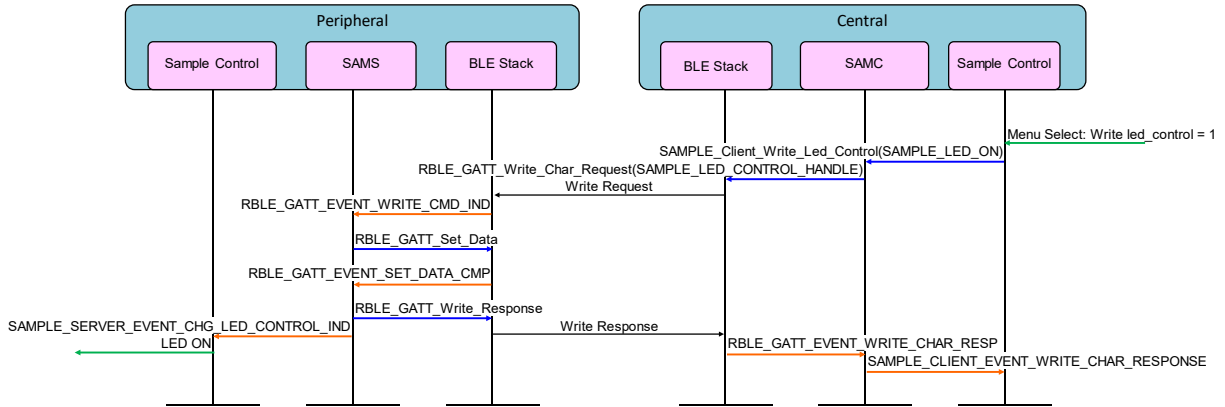 Peripheral
Central
Sample Control
SAMS
BLE Stack
BLE Stack
SAMC
Sample Control
Menu Select: Write led_control = 1
SAMPLE_Client_Write_Led_Control(SAMPLE_LED_ON)
RBLE_GATT_Write_Char_Request(SAMPLE_LED_CONTROL_HANDLE)
Write Request
RBLE_GATT_EVENT_WRITE_CMD_IND
RBLE_GATT_Set_Data
RBLE_GATT_EVENT_SET_DATA_CMP
RBLE_GATT_Write_Response
SAMPLE_SERVER_EVENT_CHG_LED_CONTROL_IND
Write Response
LED ON
RBLE_GATT_EVENT_WRITE_CHAR_RESP
SAMPLE_CLIENT_EVENT_WRITE_CHAR_RESPONSE